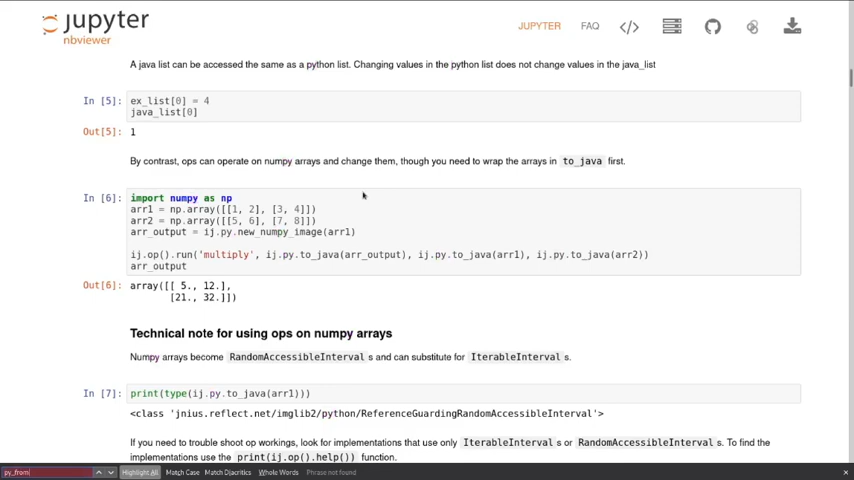 jupyter
nbviewer
JUPYTER FAQ </>
A java list can be accessed the same as a python list. Changing values in the python list does not change values in the java_list
In [5]: ex_list[0] = 4
java_list[0]
Out[5]: 1
By contrast, ops can operate on numpy arrays and change them, though you need to wrap the arrays in to_java first.
In [6]: import numpy as np
arr1 = np.array([[1, 2], [3, 4]])
arr2 = np.array([[5, 6], [7, 8]])
arr_output = ij.py.new_numpy_image(arr1)
ij.op().run('multiply', ij.py.to_java(arr_output), ij.py.to_java(arr1), ij.py.to_java(arr2))
arr_output
Out[6]: array([[ 5., 12.],
[21., 32.]])
Technical note for using ops on numpy arrays
Numpy arrays become RandomAccessibleInterval s and can substitute for IterableInterval s.
In [7]: print(type(ij.py.to_java(arr1)))
<class 'jnius.reflect.net/imglib2/python/ReferenceGuardingRandomAccessibleInterval'>
If you need to trouble shoot op workings, look for implementations that use only IterableInterval s or RandomAccessibleInterval s. To find the
implementations use the print(ij.op().help()) function.
py_from Highlight All Match Case Match Diacritics Whole Words Phrase not found